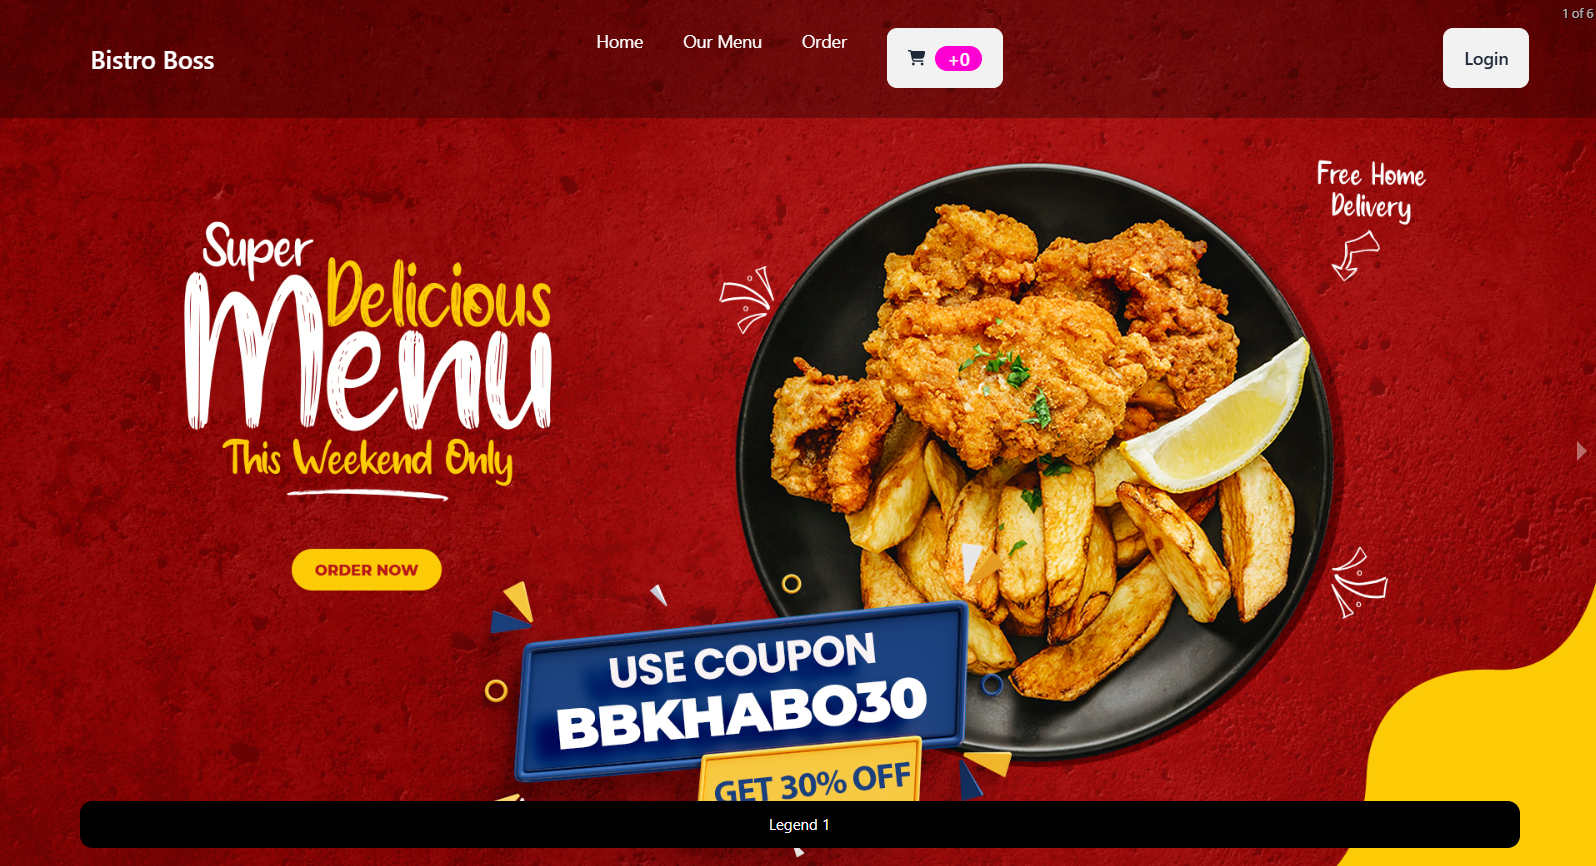 1 of 6
Bistro Boss
Home
Our Menu
Order
+0
Login
Free Home
Delivery
Super
Delicious
Menu
This Weekend Only
ORDER NOW
USE COUPON
BBKHABO30
GET 30% OFF
Legend 1